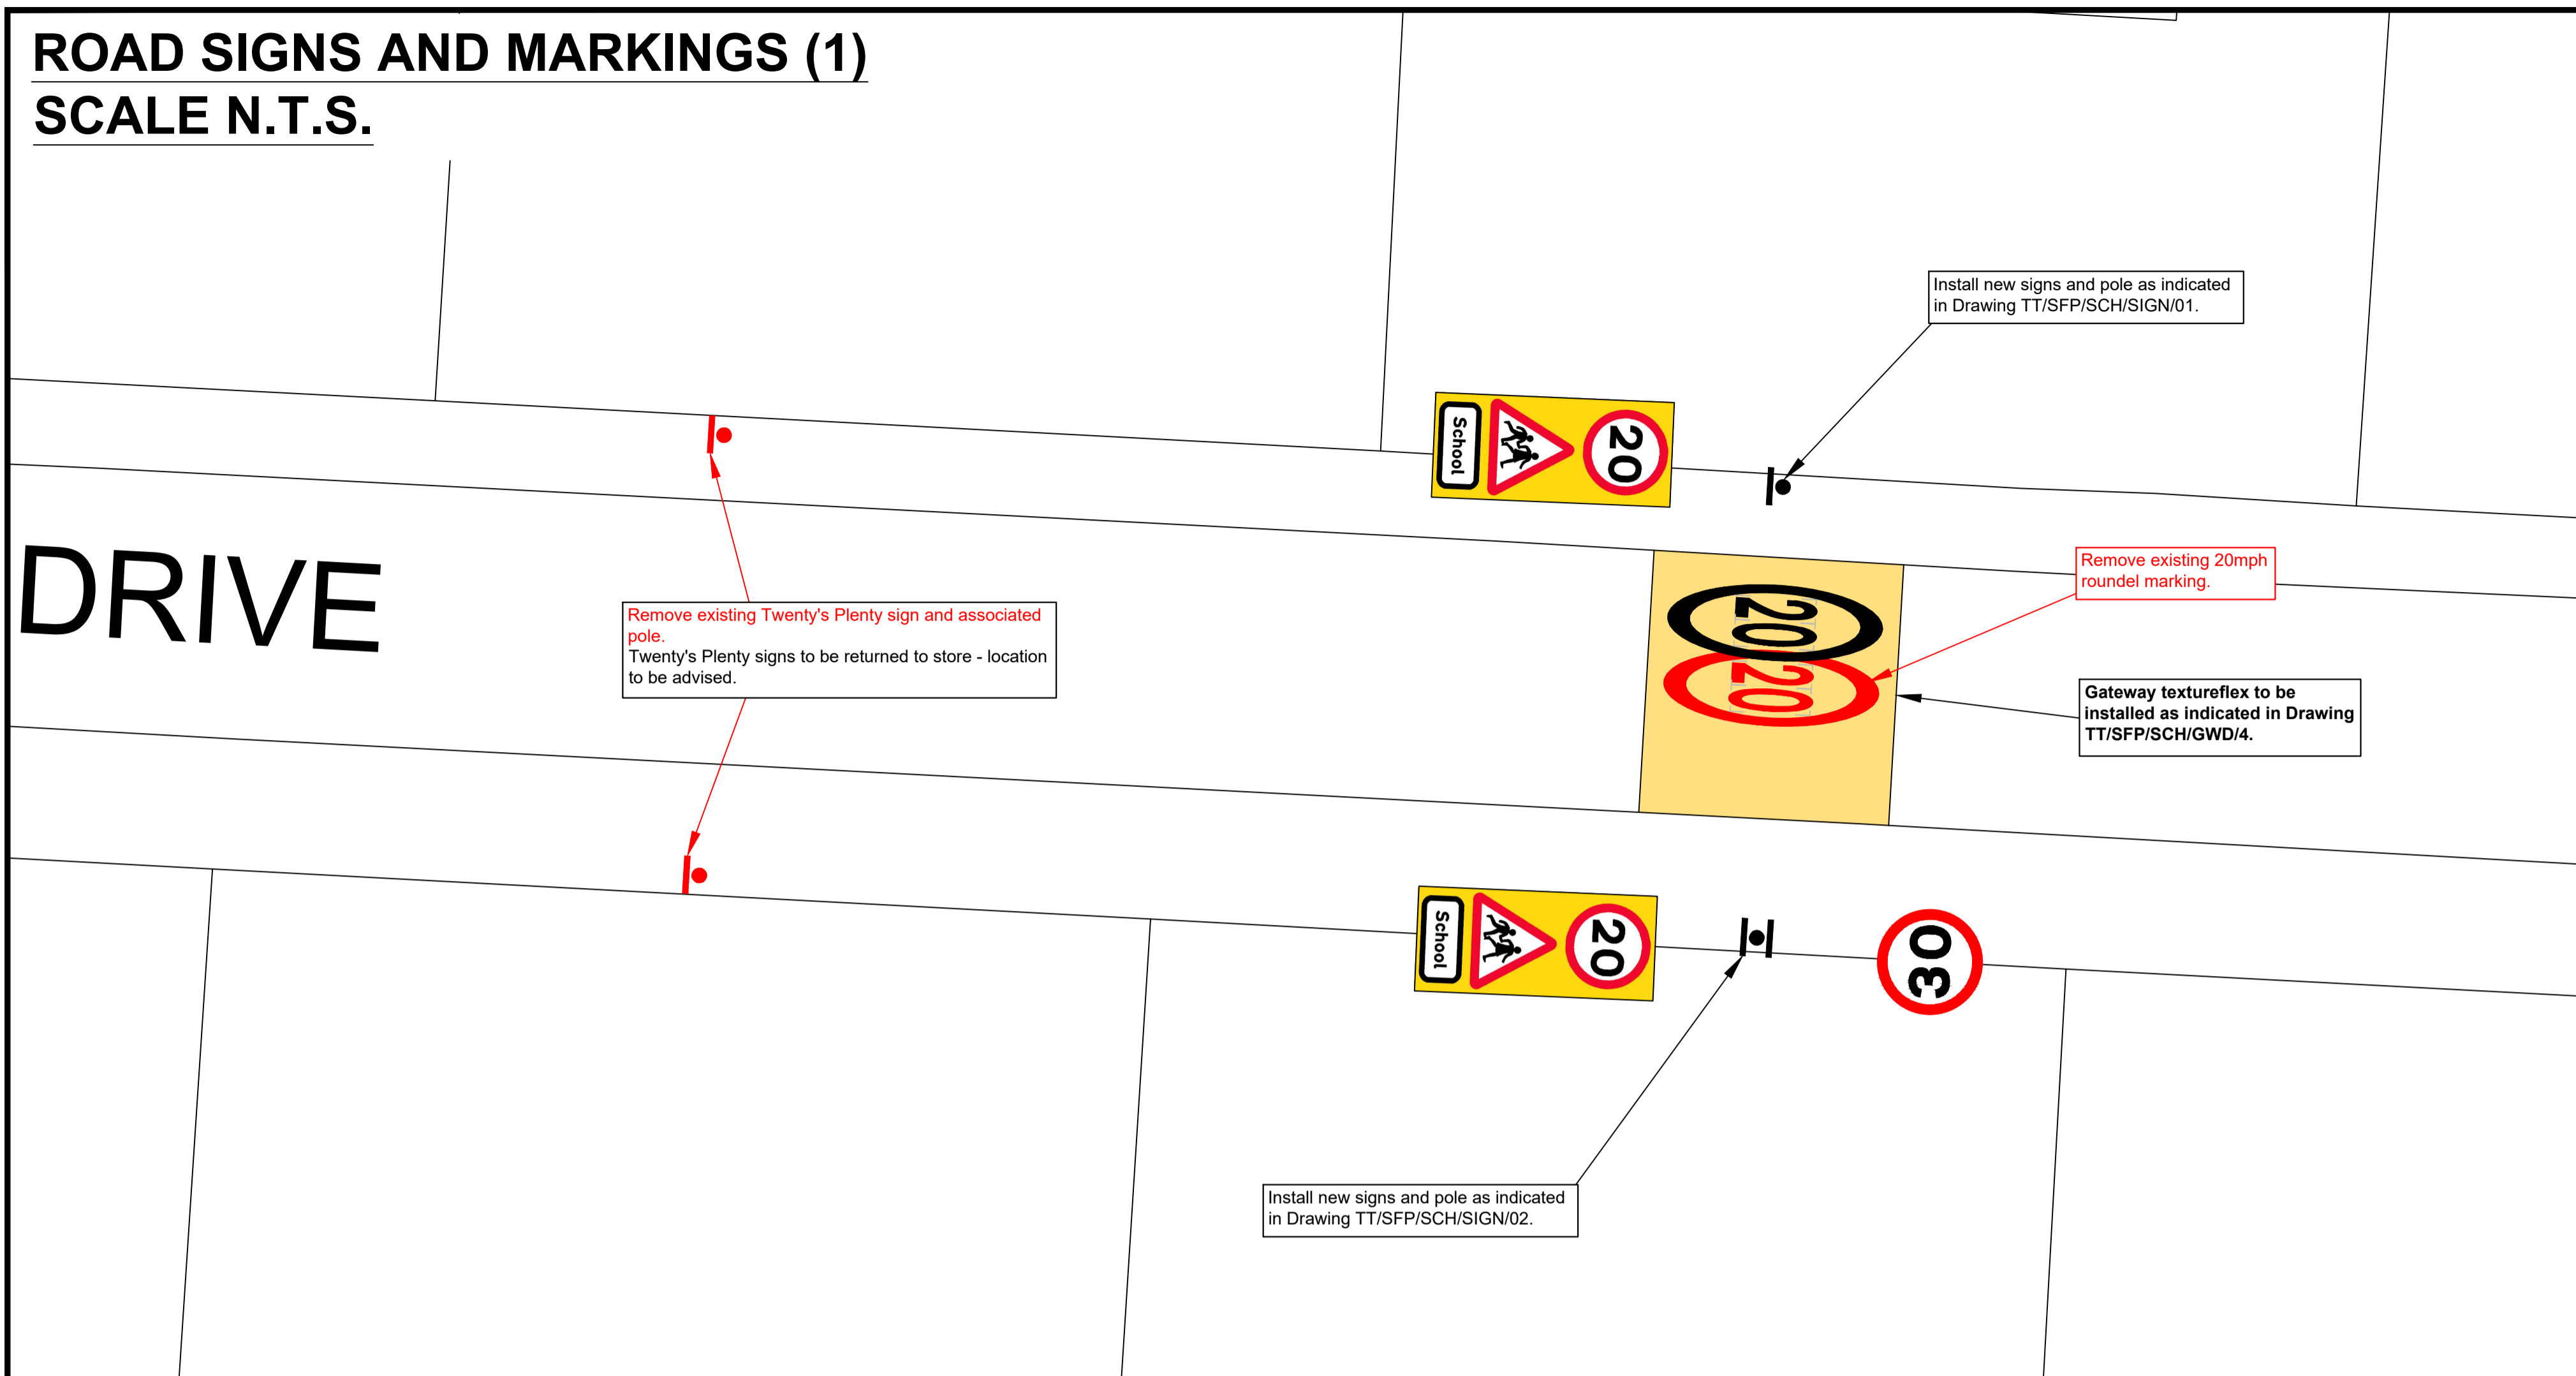 ROAD SIGNS AND MARKINGS (1)
SCALE N.T.S.
Install new signs and pole as indicated
in Drawing TT/SFP/SCH/SIGN/01.
School
20
DRIVE
Remove existing 20mph
roundel marking.
20
20
Remove existing Twenty's Plenty sign and associated
pole.
Twenty's Plenty signs to be returned to store - location
to be advised.
Gateway textureflex to be
installed as indicated in Drawing
TT/SFP/SCH/GWD/4.
School
20
30
Install new signs and pole as indicated
in Drawing TT/SFP/SCH/SIGN/02.